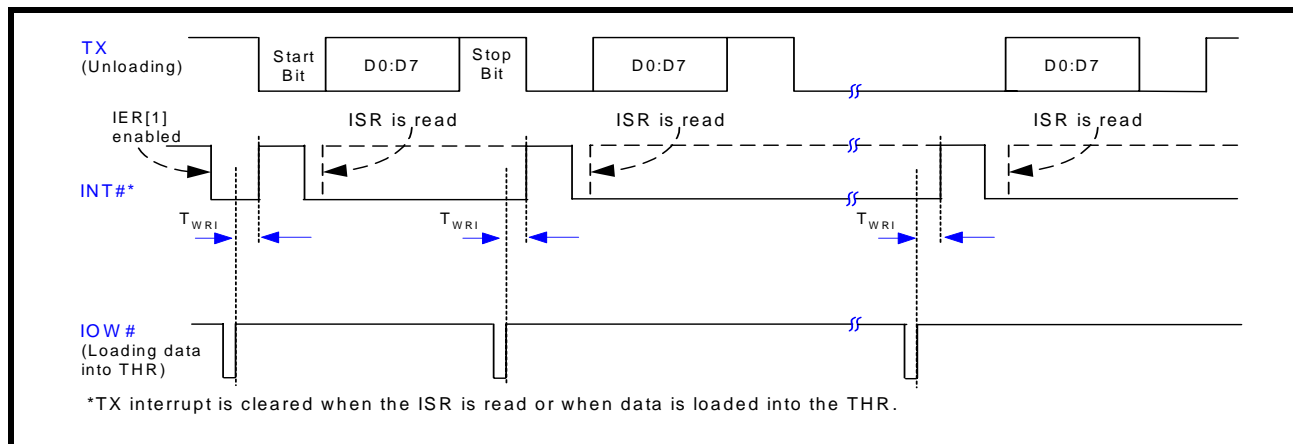 TX
(Unloading)
Start
Bit
D0:D7
Stop
Bit
D0:D7
D0:D7
IER[1]
enabled
ISR is read
ISR is read
ISR is read
INT#*
TWRI
TWRI
TWRI
IOW#
(Loading data
into THR)
*TX interrupt is cleared when the ISR is read or when data is loaded into the THR.